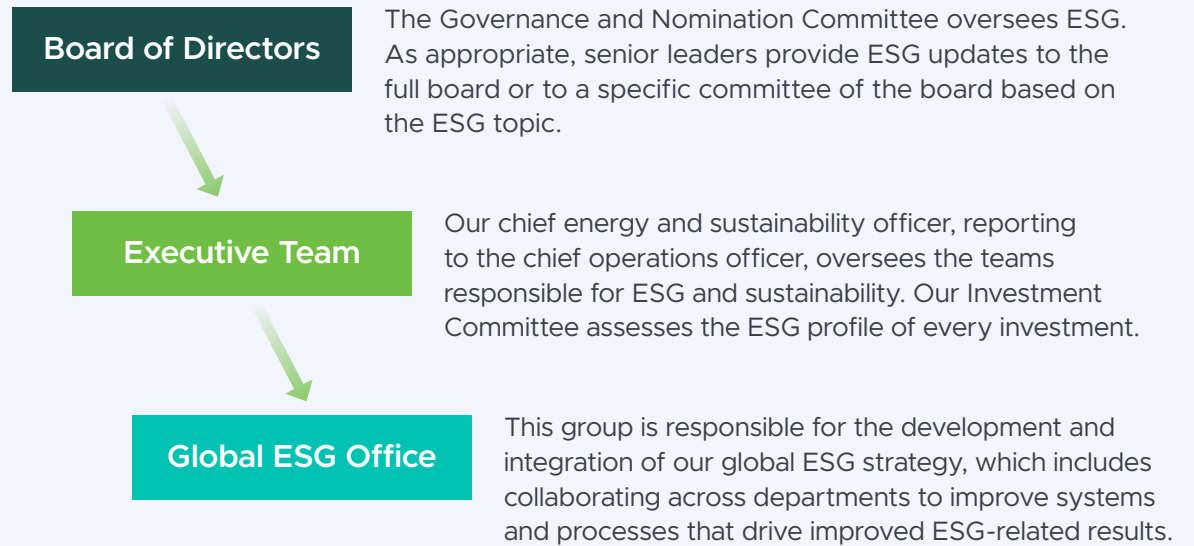 Board of Directors
The Governance and Nomination Committee oversees ESG.
As appropriate, senior leaders provide ESG updates to the
full board or to a specific committee of the board based on
the ESG topic.
Executive Team
Our chief energy and sustainability officer, reporting
to the chief operations officer, oversees the teams
responsible for ESG and sustainability. Our Investment
Committee assesses the ESG profile of every investment.
Global ESG Office
This group is responsible for the development and
integration of our global ESG strategy, which includes
collaborating across departments to improve systems
and processes that drive improved ESG-related results.